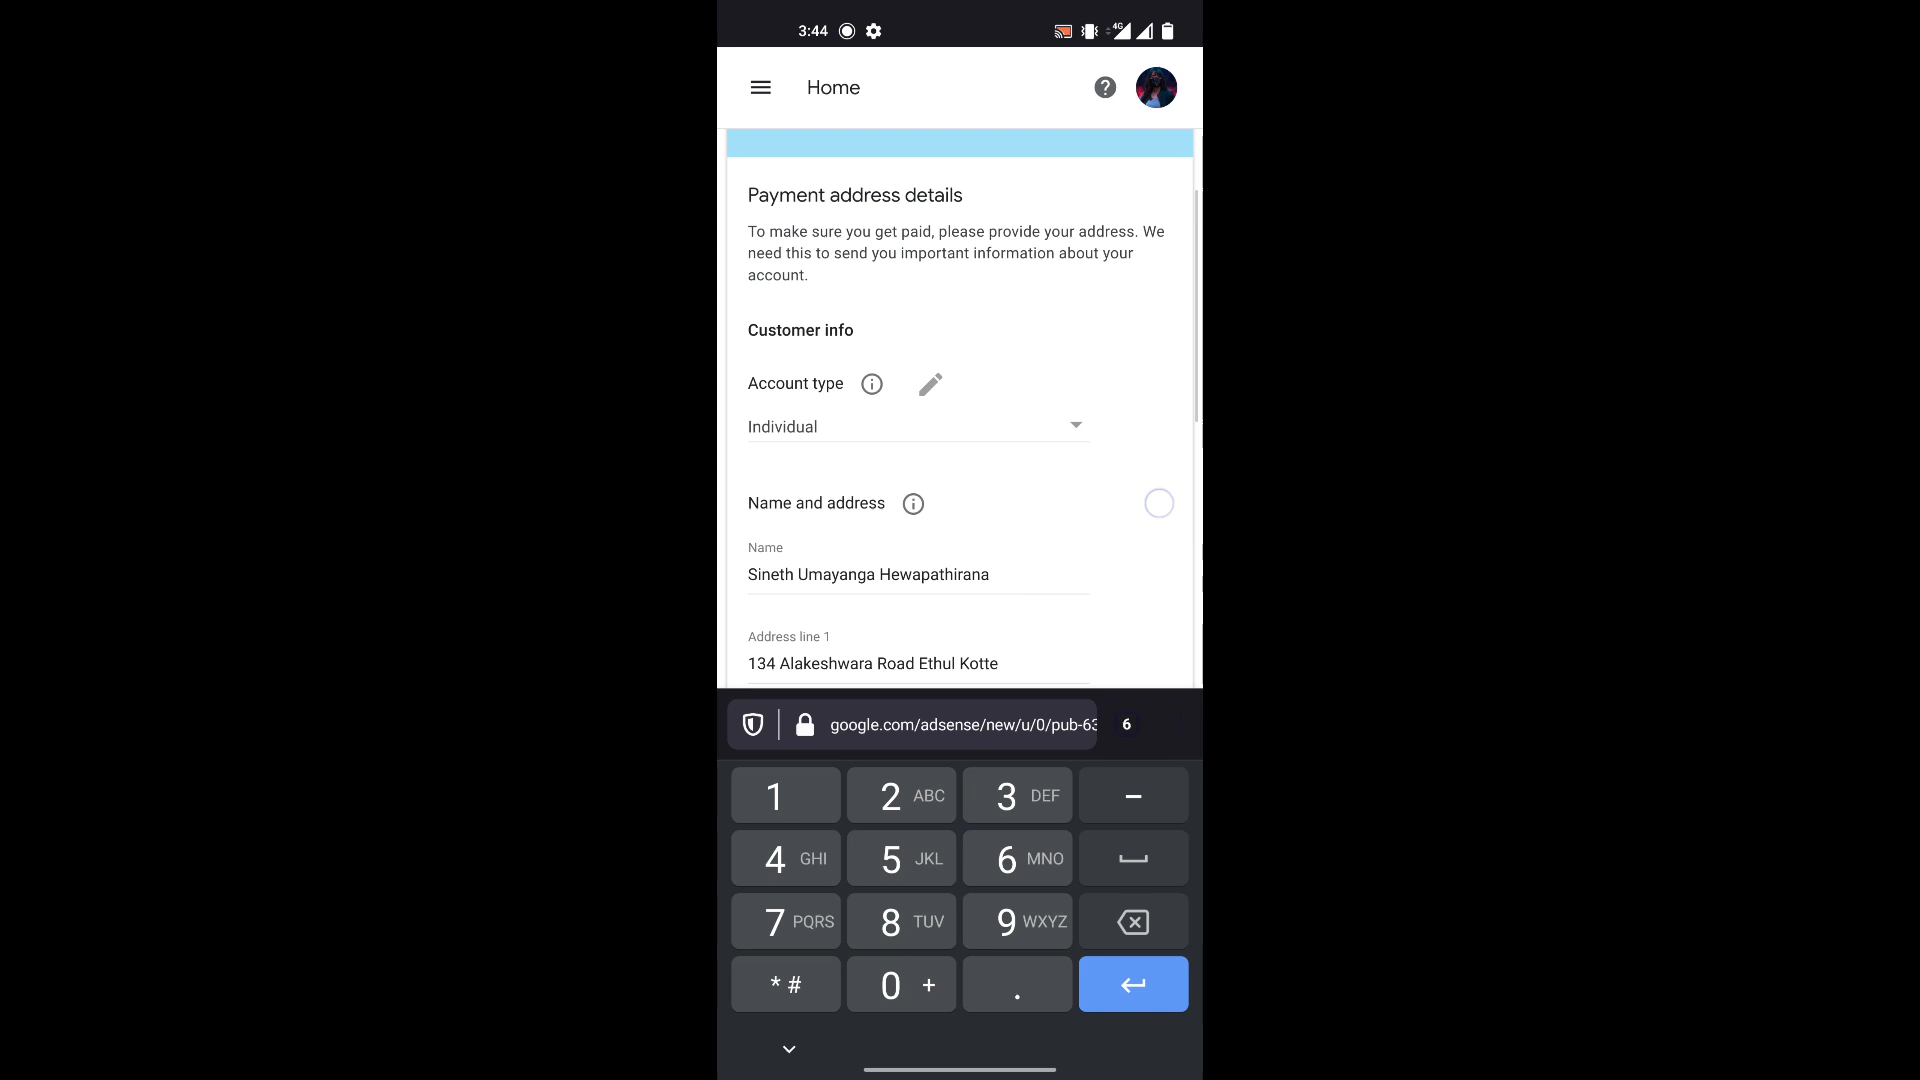 3:44
4G
Home
Payment address details
To make sure you get paid, please provide your address. We
need this to send you important information about your
account.
Customer info
Account type
Individual
Name and address
Name
Sineth Umayanga Hewapathirana
Address line 1
134 Alakeshwara Road Ethul Kotte
google.com/adsense/new/u/0/pub-63
6
1
2 ABC
3 DEF
-
4 GHI
5 JKL
6 MNO
7 PQRS
8 TUV
9 WXYZ
* #
0 +
.